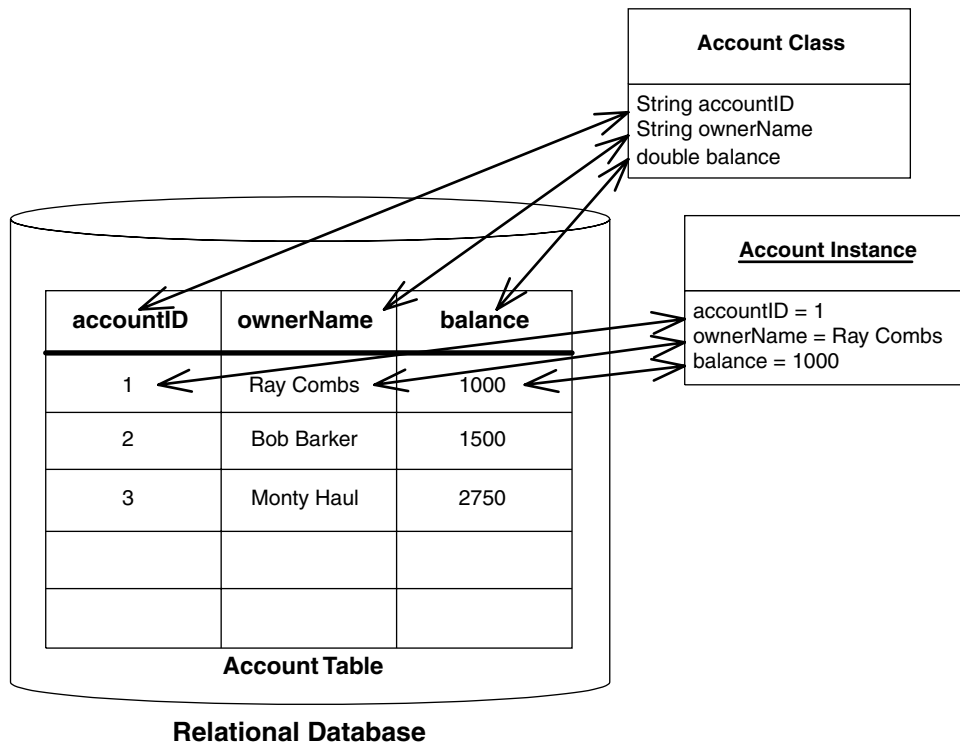 Account Class
String accountID
String ownerName
double balance
Account Instance
accountID = 1
ownerName = Ray Combs
balance = 1000
accountID ownerName balance
1 Ray Combs 1000
2 Bob Barker 1500
3 Monty Haul 2750
Account Table
Relational Database